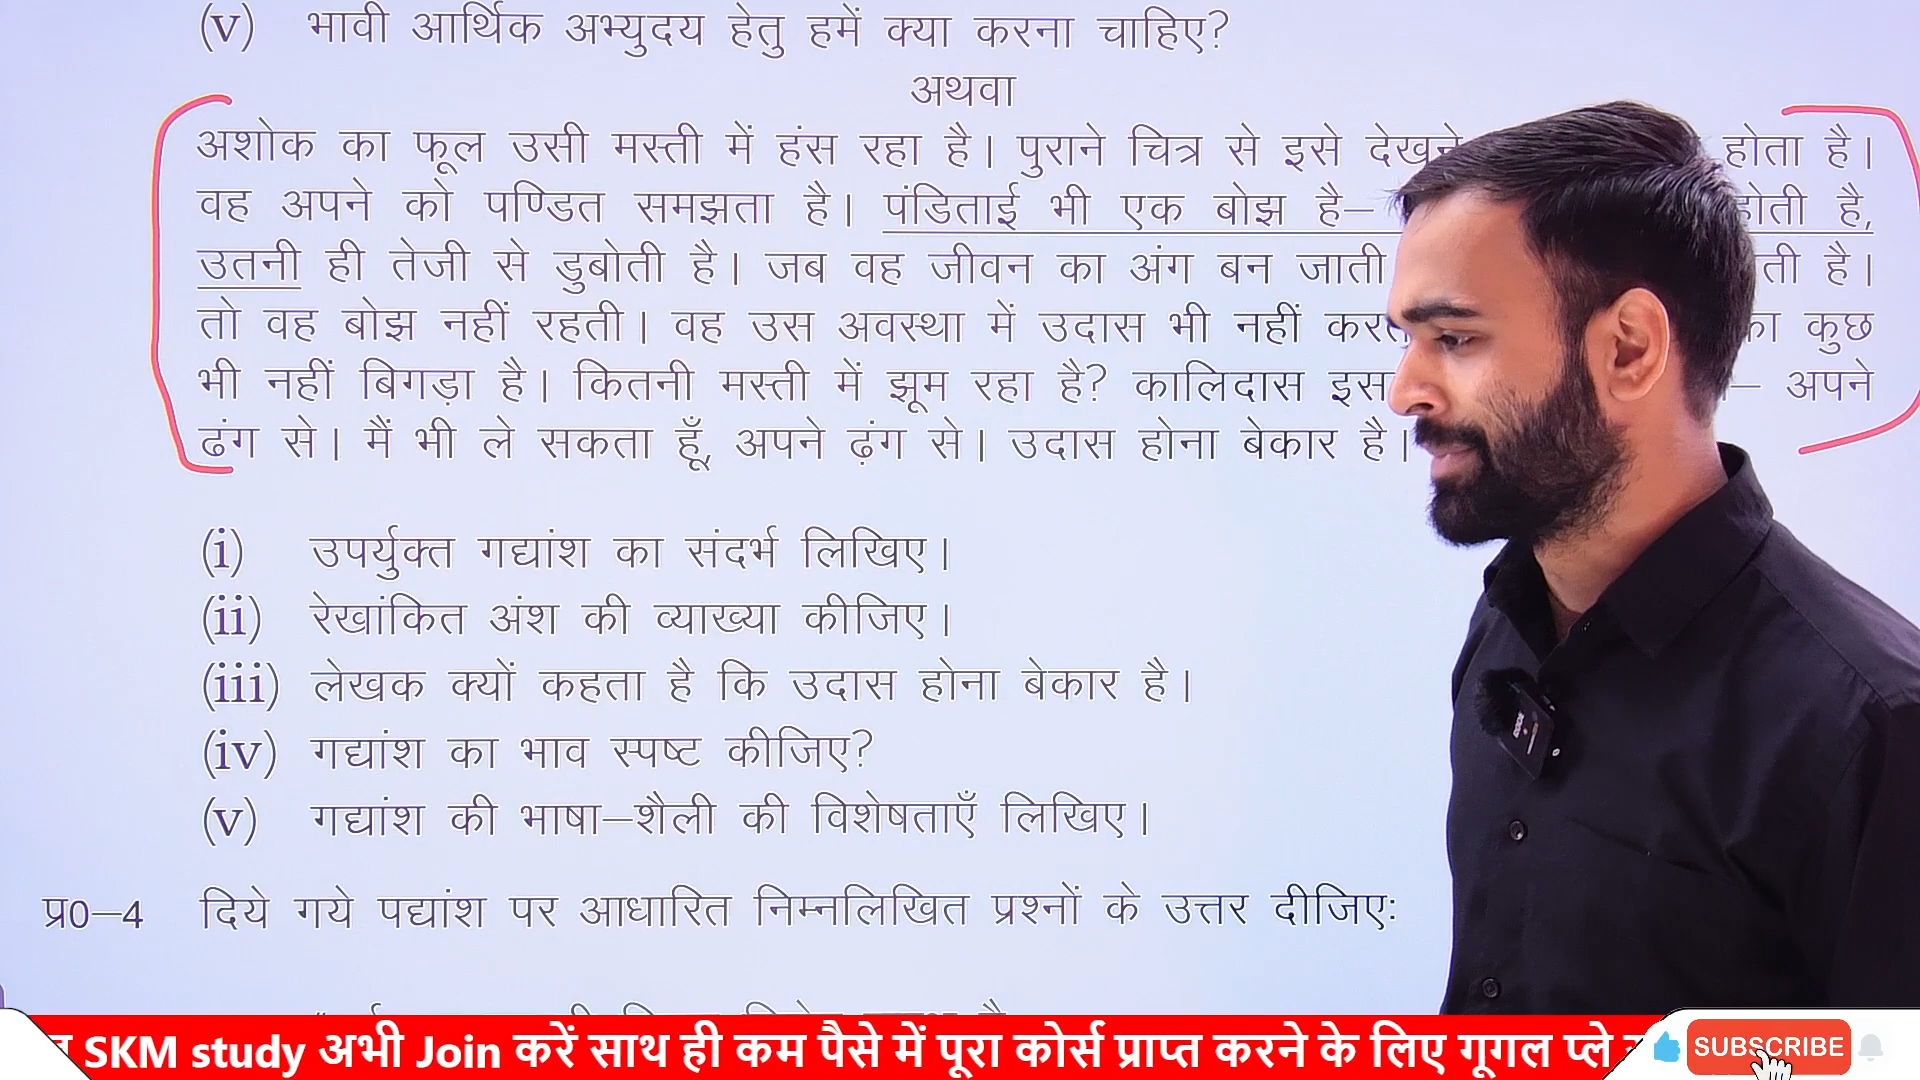 (v) भावी आर्थिक अभ्युदय हेतु हमें क्या करना चाहिए?
अथवा
अशोक का फूल उसी मस्ती में हंस रहा है। पुराने चित्र से इसे देखने होता है।
वह अपने को पण्डित समझता है। पंडिताई भी एक बोझ है– होती है,
उतनी ही तेजी से डुबोती है। जब वह जीवन का अंग बन जाती है।
तो वह बोझ नहीं रहती। वह उस अवस्था में उदास भी नहीं का कुछ
भी नहीं बिगड़ा है। कितनी मस्ती में झूम रहा है? कालिदास – अपने
ढंग से। मैं भी ले सकता हूँ, अपने ढ़ंग से। उदास होना बेकार है।
(i) उपर्युक्त गद्यांश का संदर्भ लिखिए।
(ii) रेखांकित अंश की व्याख्या कीजिए।
(iii) लेखक क्यों कहता है कि उदास होना बेकार है।
(iv) गद्यांश का भाव स्पष्ट कीजिए?
(v) गद्यांश की भाषा–शैली की विशेषताएँ लिखिए।
प्र0–4 दिये गये पद्यांश पर आधारित निम्नलिखित प्रश्नों के उत्तर दीजिएः
SKM study अभी Join करें साथ ही कम पैसे में पूरा कोर्स प्राप्त करने के लिए गूगल प्ले
SUBSCRIBE